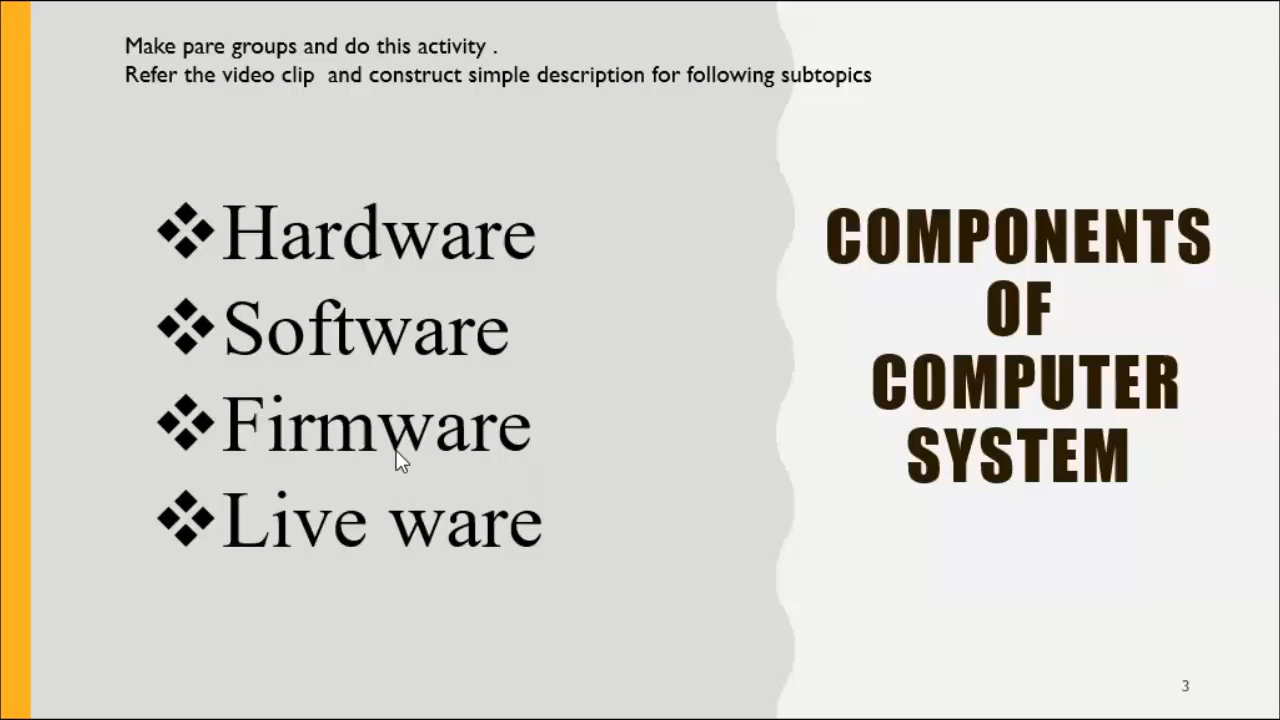 Make pare groups and do this activity .
Refer the video clip  and construct simple description for following subtopics
❖Hardware
❖Software
❖Firmware
❖Live ware
COMPONENTS
OF
COMPUTER
SYSTEM
3